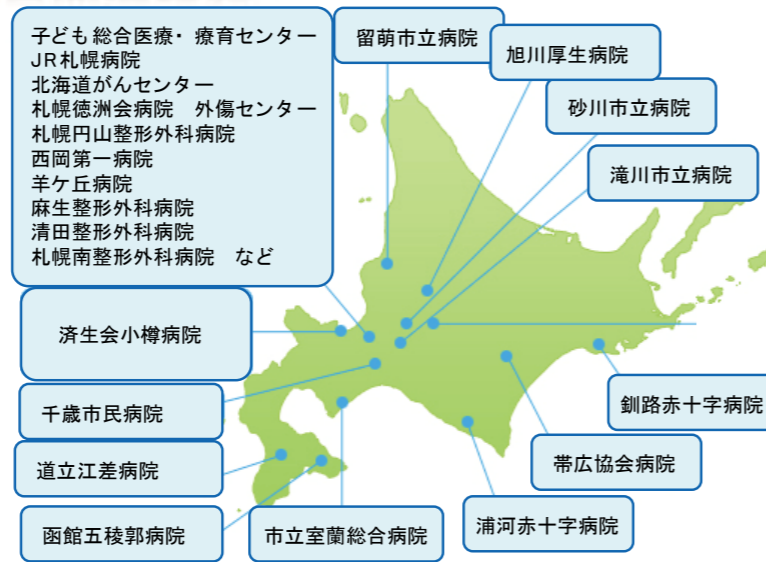 子ども総合医療・療育センター
JR札幌病院
北海道がんセンター
札幌徳洲会病院　外傷センター
札幌円山整形外科病院
西岡第一病院
羊ケ丘病院
麻生整形外科病院
清田整形外科病院
札幌南整形外科病院　など
留萌市立病院
旭川厚生病院
砂川市立病院
滝川市立病院
済生会小樽病院
千歳市民病院
道立江差病院
函館五稜郭病院
市立室蘭総合病院
浦河赤十字病院
帯広協会病院
釧路赤十字病院